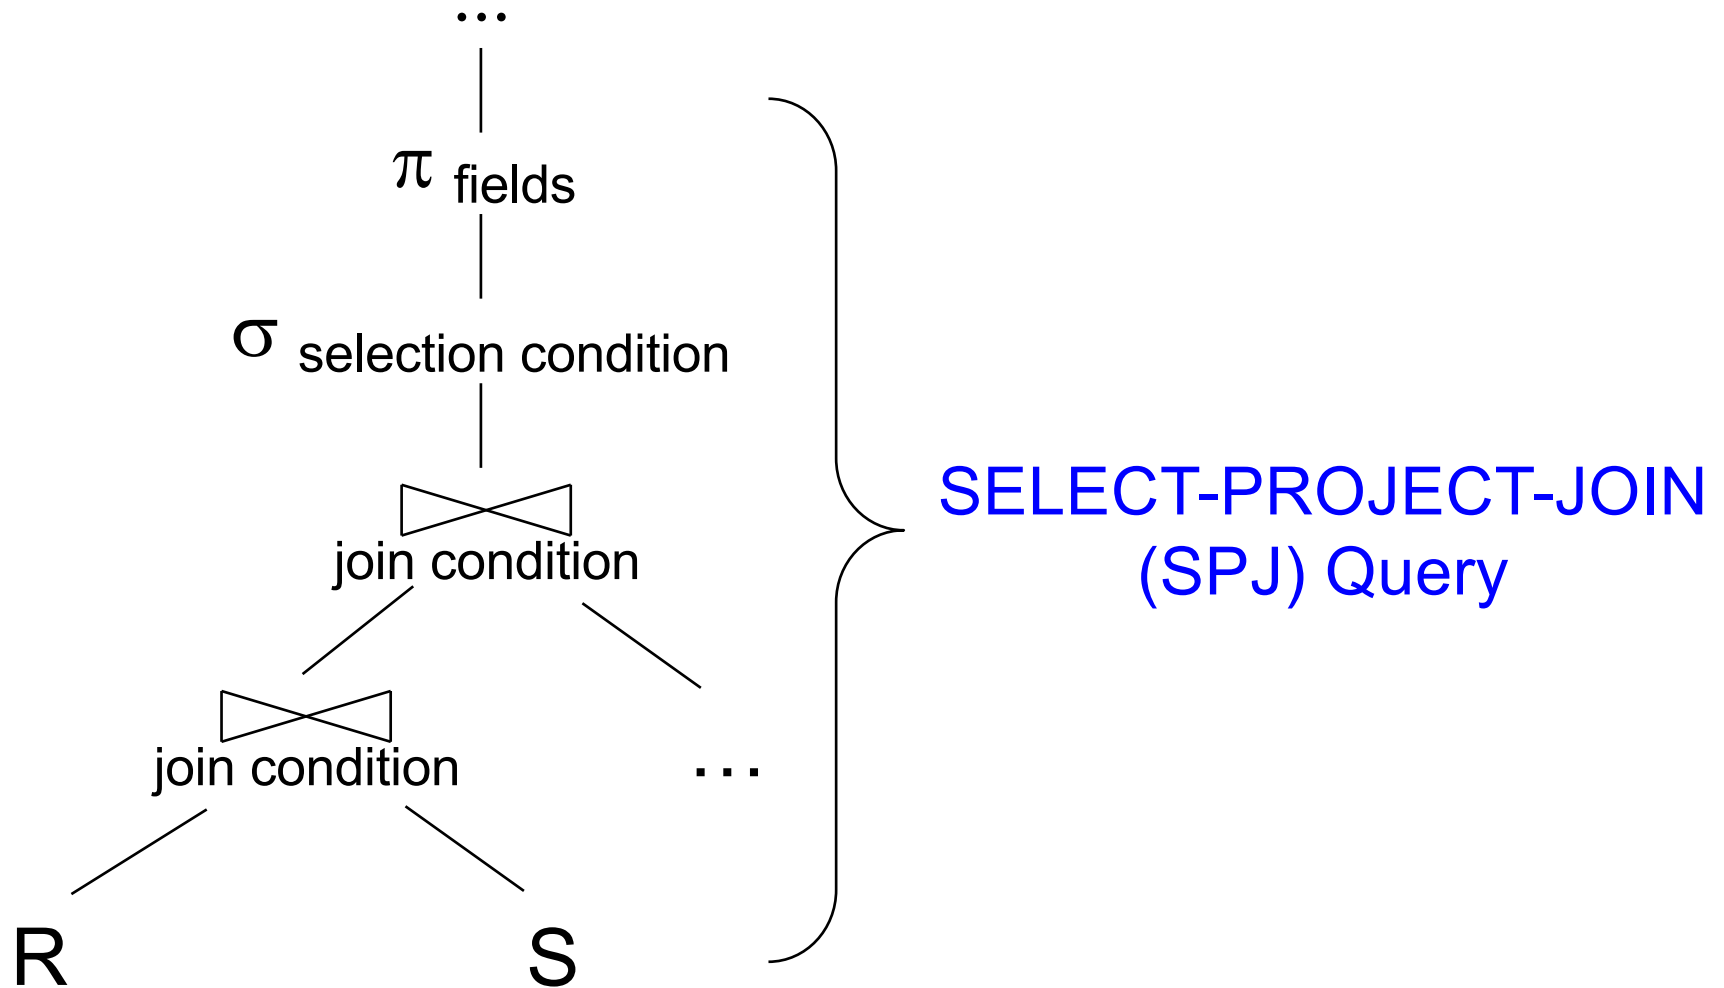 ...
π fields
σ selection condition
join condition
SELECT-PROJECT-JOIN
(SPJ) Query
join condition
...
R S